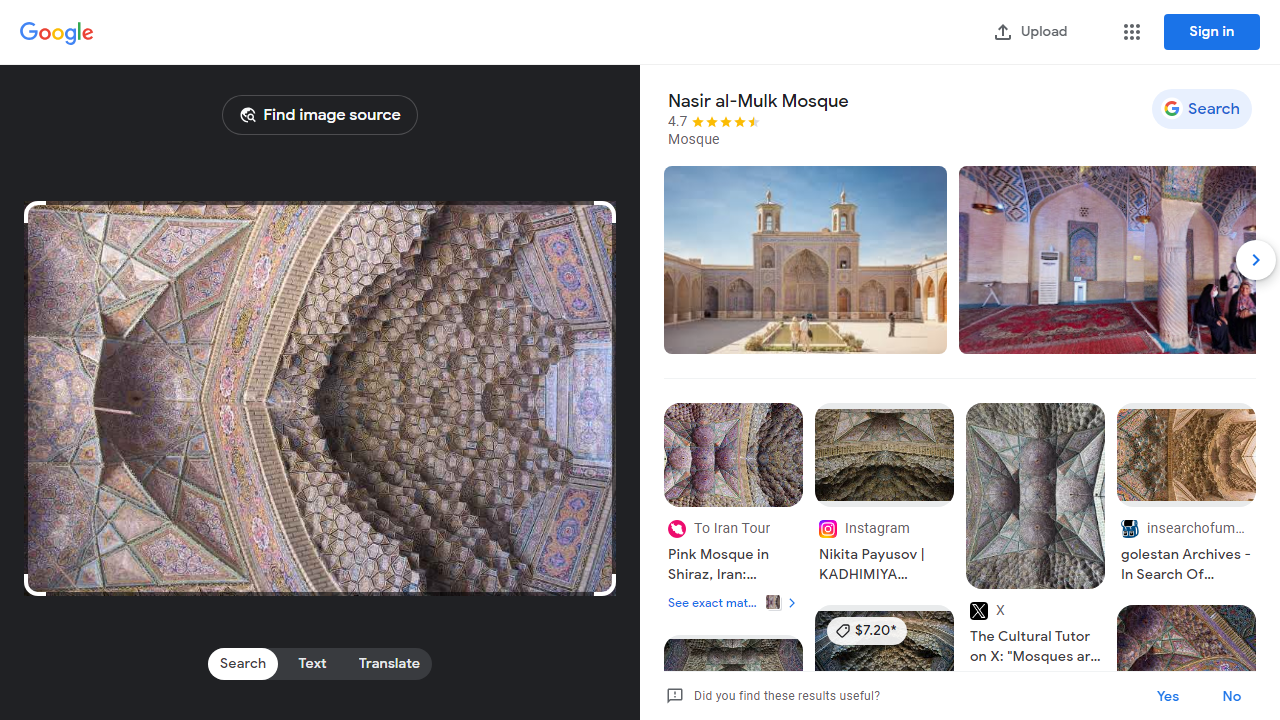 Google
Upload
Sign in
Find image source
Search
Text
Translate
Nasir al-Mulk Mosque
4.7
Mosque
Search
To Iran Tour
Pink Mosque in
Shiraz, Iran:...
See exact mat...
Instagram
Nikita Payusov |
KADHIMIYA...
$7.20*
X
The Cultural Tutor
on X: "Mosques ar...
insearchofum...
golestan Archives -
In Search Of...
Did you find these results useful?
Yes
No